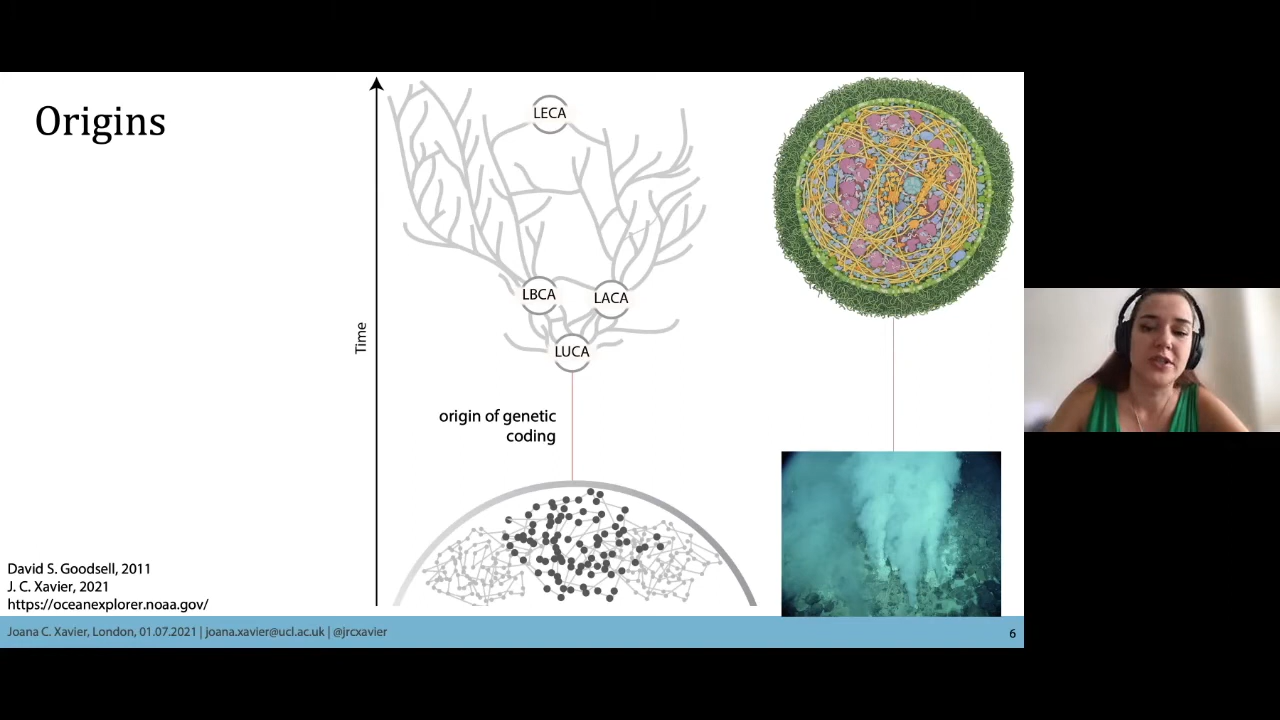 Origins
LECA
LBCA
LACA
LUCA
Time
origin of genetic
coding
David S. Goodsell, 2011
J. C. Xavier, 2021
https://oceanexplorer.noaa.gov/
Joana C. Xavier, London, 01.07.2021 | joana.xavier@ucl.ac.uk | @jrcxavier
6